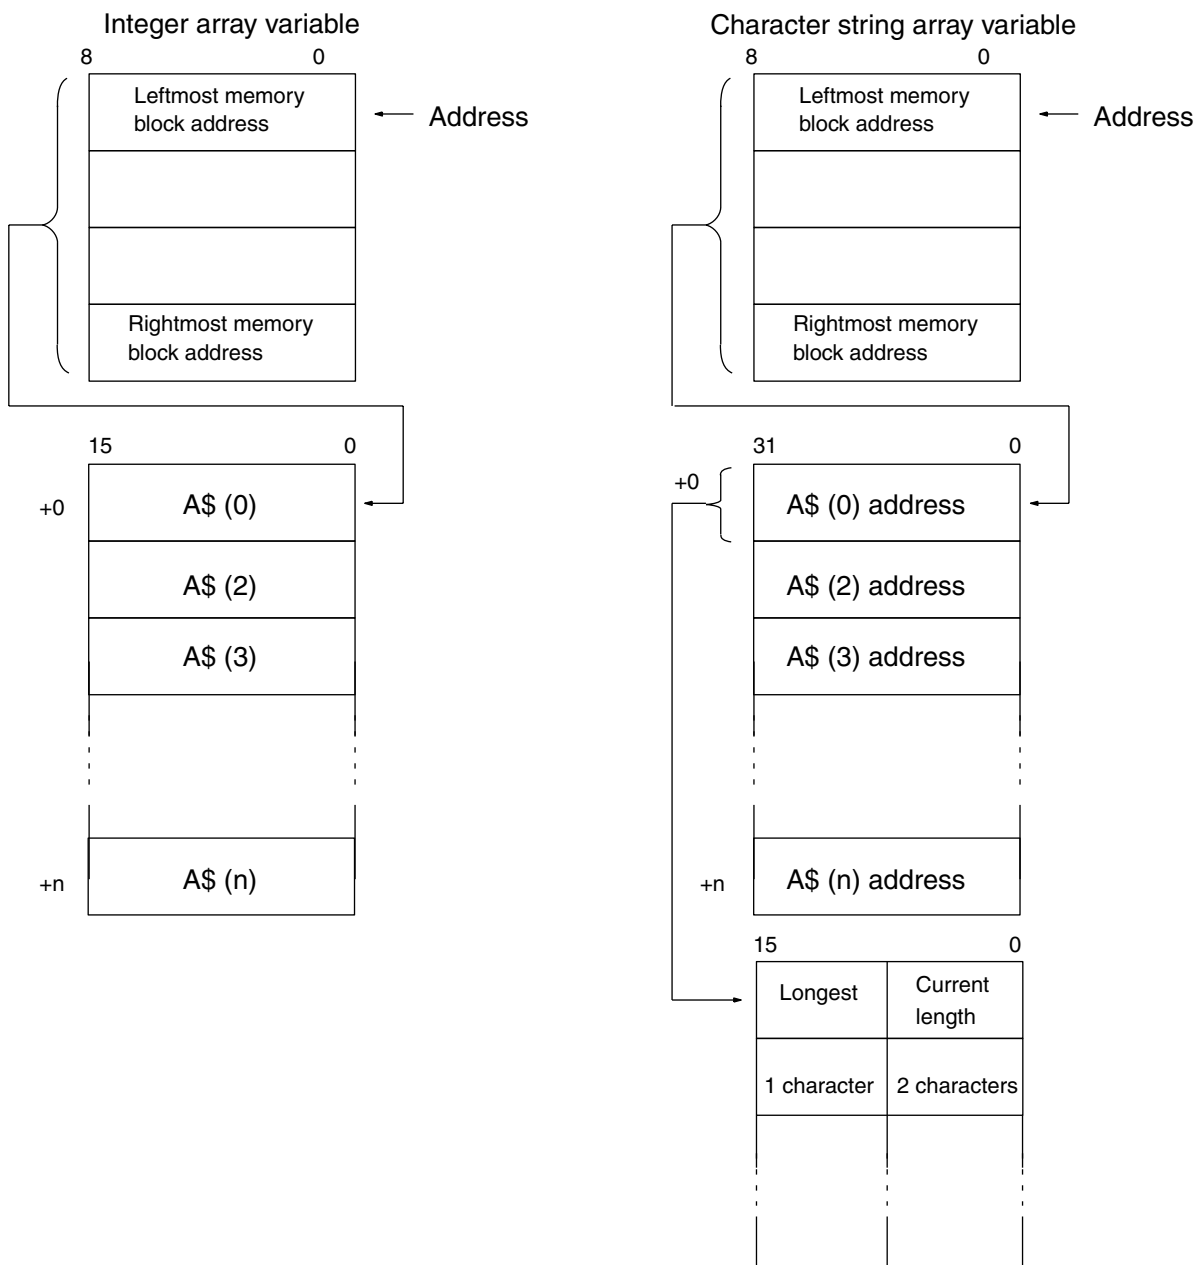 Integer array variable
8 0
Leftmost memory
block address
Address
Rightmost memory
block address
15 0
+0 A$ (0)
A$ (2)
A$ (3)
+n A$ (n)
Character string array variable
8 0
Leftmost memory
block address
Address
Rightmost memory
block address
31 0
+0 A$ (0) address
A$ (2) address
A$ (3) address
+n A$ (n) address
15 0
Longest
Current
length
1 character 2 characters